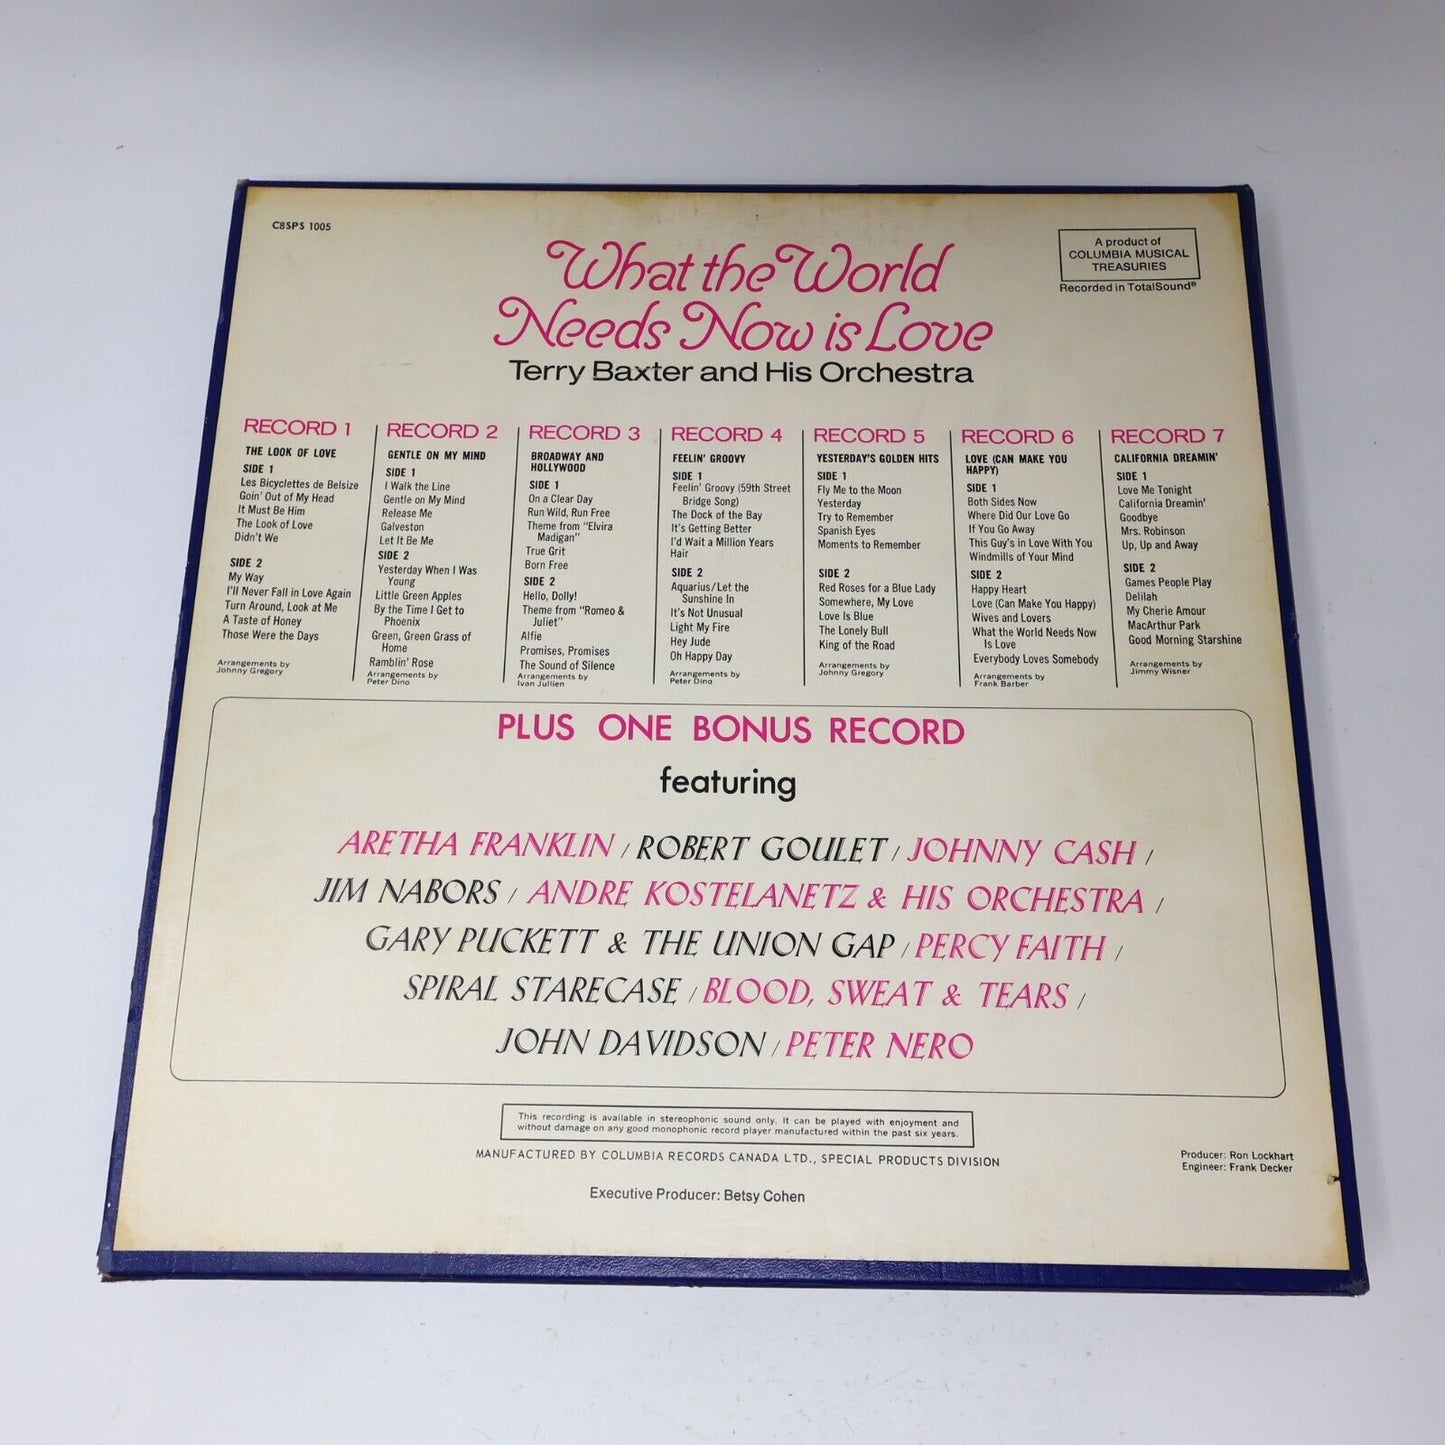 C8SPS 1005
What the World
Needs Now is Love
Terry Baxter and His Orchestra
A product of
COLUMBIA MUSICAL
TREASURIES
Recorded in TotalSound®
RECORD 1
THE LOOK OF LOVE
SIDE 1
Les Bicyclettes de Belsize
Goin' Out of My Head
It Must Be Him
The Look of Love
Didn't We
SIDE 2
My Way
I'll Never Fall in Love Again
Turn Around, Look at Me
A Taste of Honey
Those Were the Days
Arrangements by
Johnny Gregory
RECORD 2
GENTLE ON MY MIND
SIDE 1
I Walk the Line
Gentle on My Mind
Release Me
Galveston
Let It Be Me
SIDE 2
Yesterday When I Was
Young
Little Green Apples
By the Time I Get to
Phoenix
Green, Green Grass of
Home
Ramblin' Rose
Arrangements by
Peter Dino
RECORD 3
BROADWAY AND
HOLLYWOOD
SIDE 1
On a Clear Day
Run Wild, Run Free
Theme from "Elvira
Madigan"
True Grit
Born Free
SIDE 2
Hello, Dolly!
Theme from "Romeo &
Juliet"
Alfie
Promises, Promises
The Sound of Silence
Arrangements by
Ivan Jullien
RECORD 4
FEELIN' GROOVY
SIDE 1
Feelin' Groovy (59th Street
Bridge Song)
The Dock of the Bay
It's Getting Better
I'd Wait a Million Years
Hair
SIDE 2
Aquarius/Let the
Sunshine In
It's Not Unusual
Light My Fire
Hey Jude
Oh Happy Day
Arrangements by
Peter Dino
RECORD 5
YESTERDAY'S GOLDEN HITS
SIDE 1
Fly Me to the Moon
Yesterday
Try to Remember
Spanish Eyes
Moments to Remember
SIDE 2
Red Roses for a Blue Lady
Somewhere, My Love
Love Is Blue
The Lonely Bull
King of the Road
Arrangements by
Johnny Gregory
RECORD 6
LOVE (CAN MAKE YOU
HAPPY)
SIDE 1
Both Sides Now
Where Did Our Love Go
If You Go Away
This Guy's in Love With You
Windmills of Your Mind
SIDE 2
Happy Heart
Love (Can Make You Happy)
Wives and Lovers
What the World Needs Now
Is Love
Everybody Loves Somebody
Arrangements by
Frank Barber
RECORD 7
CALIFORNIA DREAMIN'
SIDE 1
Love Me Tonight
California Dreamin'
Goodbye
Mrs. Robinson
Up, Up and Away
SIDE 2
Games People Play
Delilah
My Cherie Amour
MacArthur Park
Good Morning Starshine
Arrangements by
Jimmy Wisner
PLUS ONE BONUS RECORD
featuring
ARETHA FRANKLIN / ROBERT GOULET / JOHNNY CASH /
JIM NABORS / ANDRE KOSTELANETZ & HIS ORCHESTRA /
GARY PUCKETT & THE UNION GAP / PERCY FAITH /
SPIRAL STARECASE / BLOOD, SWEAT & TEARS /
JOHN DAVIDSON / PETER NERO
This recording is available in stereophonic sound only. It can be played with enjoyment and
without damage on any good monophonic record player manufactured within the past six years.
MANUFACTURED BY COLUMBIA RECORDS CANADA LTD., SPECIAL PRODUCTS DIVISION
Producer: Ron Lockhart
Engineer: Frank Decker
Executive Producer: Betsy Cohen